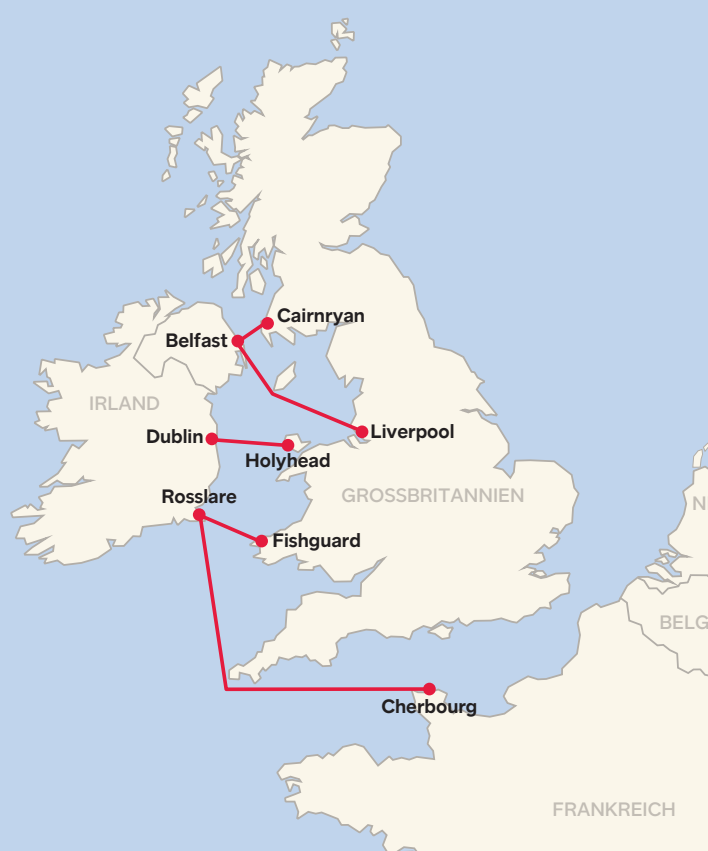 Cairnryan
Belfast
IRLAND
Dublin
Liverpool
Holyhead
Rosslare
GROSSBRITANNIEN
N
Fishguard
BELG
Cherbourg
FRANKREICH